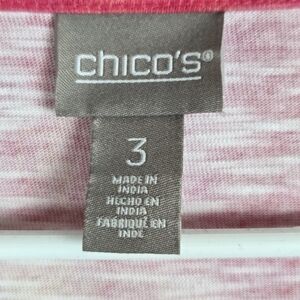 chico's®
3
MADE IN
INDIA
HECHO EN
INDIA
FABRIQUÉ EN
INDE